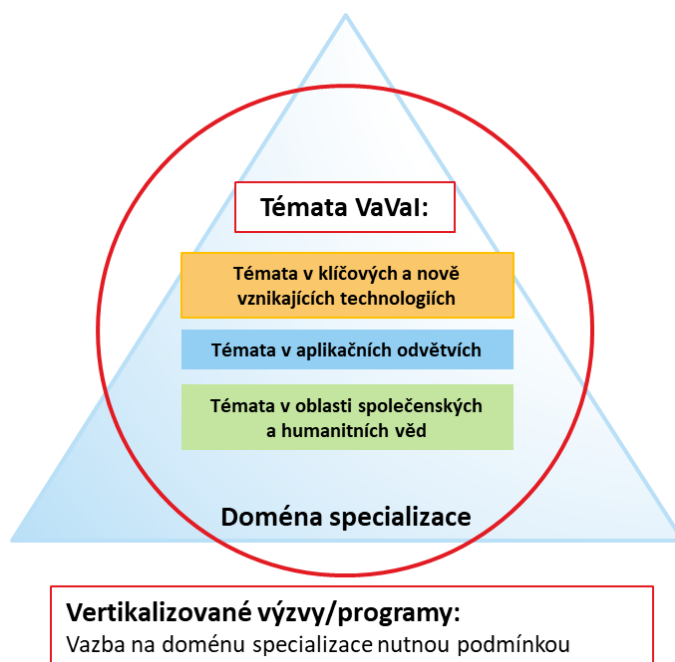 Témata VaVaI:
Témata v klíčových a nově
vznikajících technologiích
Témata v aplikačních odvětvích
Témata v oblasti společenských
a humanitních věd
Doména specializace
Vertikalizované výzvy/programy:
Vazba na doménu specializace nutnou podmínkou